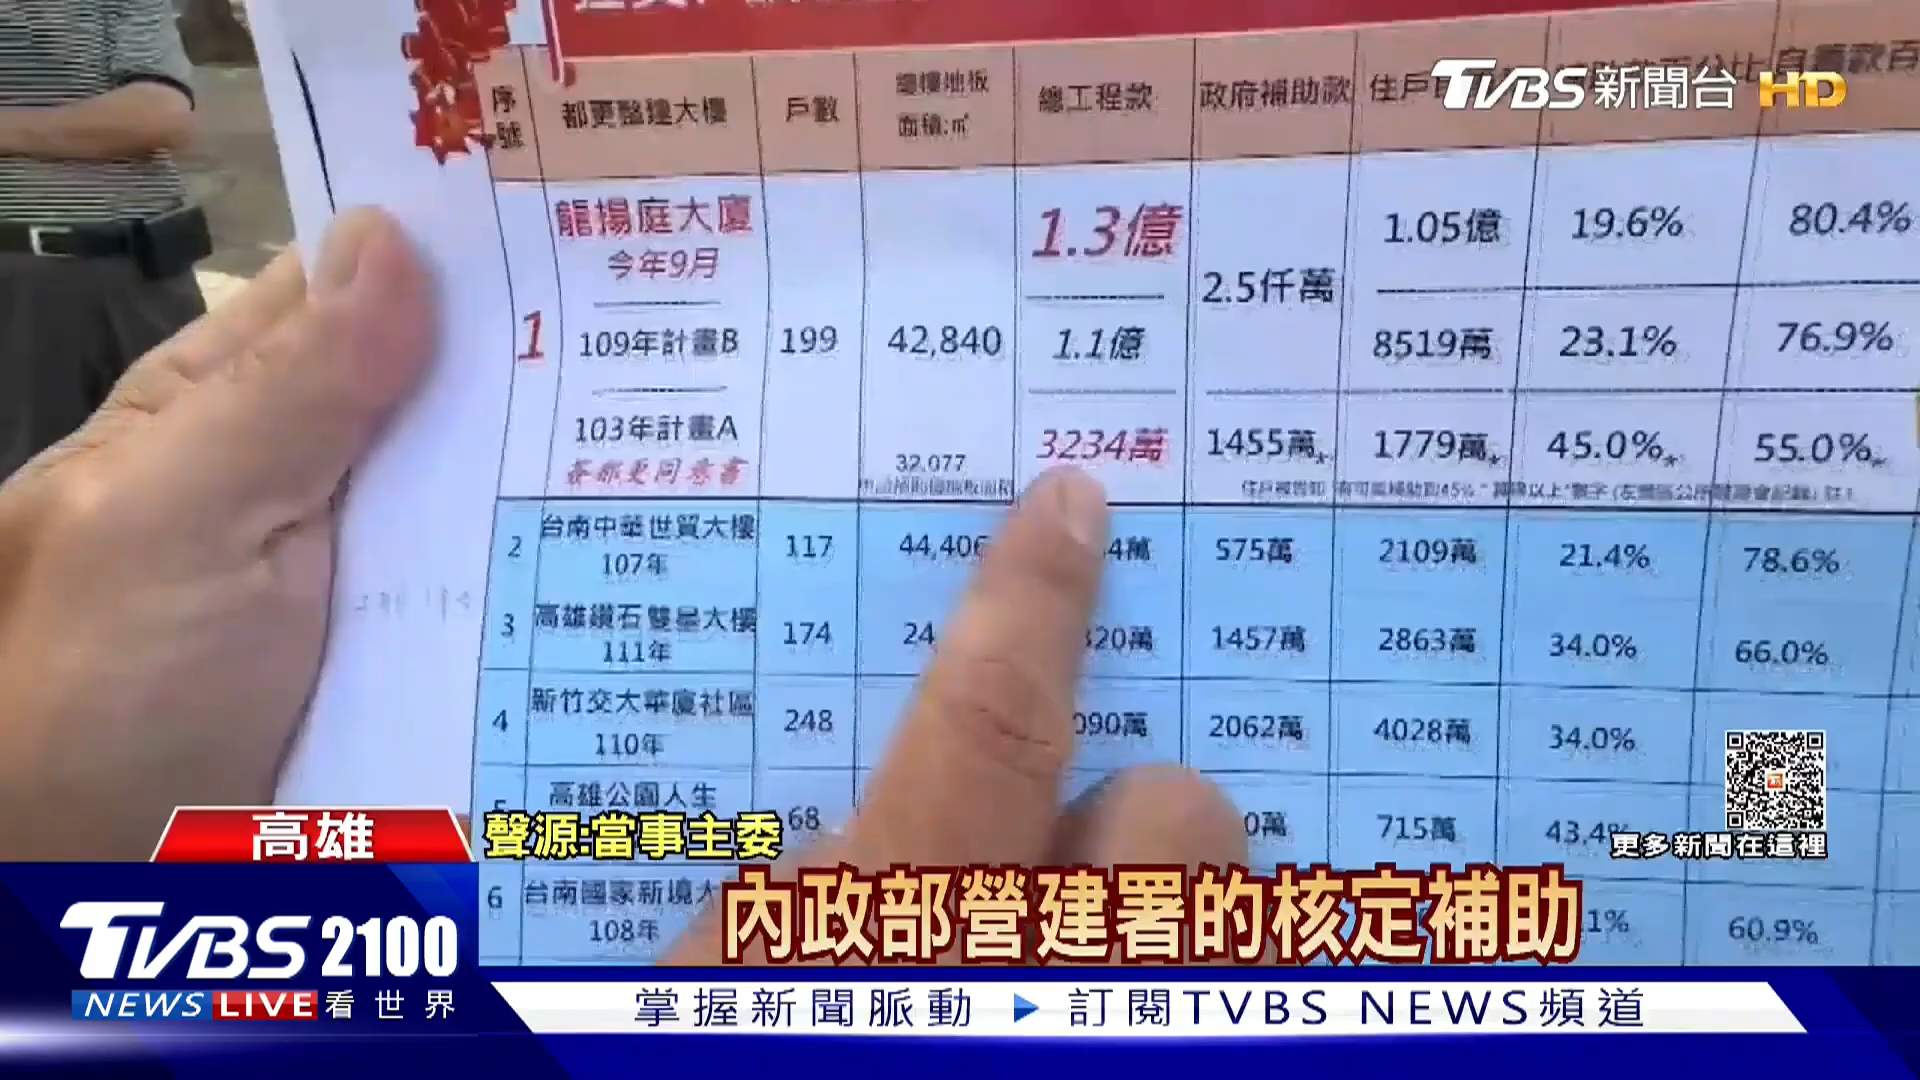 序號
都更整建大樓
戶數
總樓地板
面積:㎡
總工程款
政府補助款
TVBS新聞台 HD
龍揚庭大廈
今年9月
1
109年計畫B
103年計畫A
簽都更同意書
199
42,840
32,077
1.3億
1.1億
3234萬
2.5仟萬
1455萬*
1.05億
8519萬
1779萬*
19.6%
23.1%
45.0%*
80.4%
76.9%
55.0%*
2
台南中華世貿大樓
107年
117
44,406
575萬
2109萬
21.4%
78.6%
3
高雄鑽石雙星大樓
111年
174
1457萬
2863萬
34.0%
66.0%
4
新竹交大華廈社區
110年
248
2062萬
4028萬
34.0%
高雄公園人生
68
715萬
6
台南國家新境大
108年
60.9%
更多新聞在這裡
高雄
聲源:當事主委
內政部營建署的核定補助
TVBS 2100
NEWS LIVE 看世界
掌握新聞脈動 ▶ 訂閱TVBS NEWS頻道